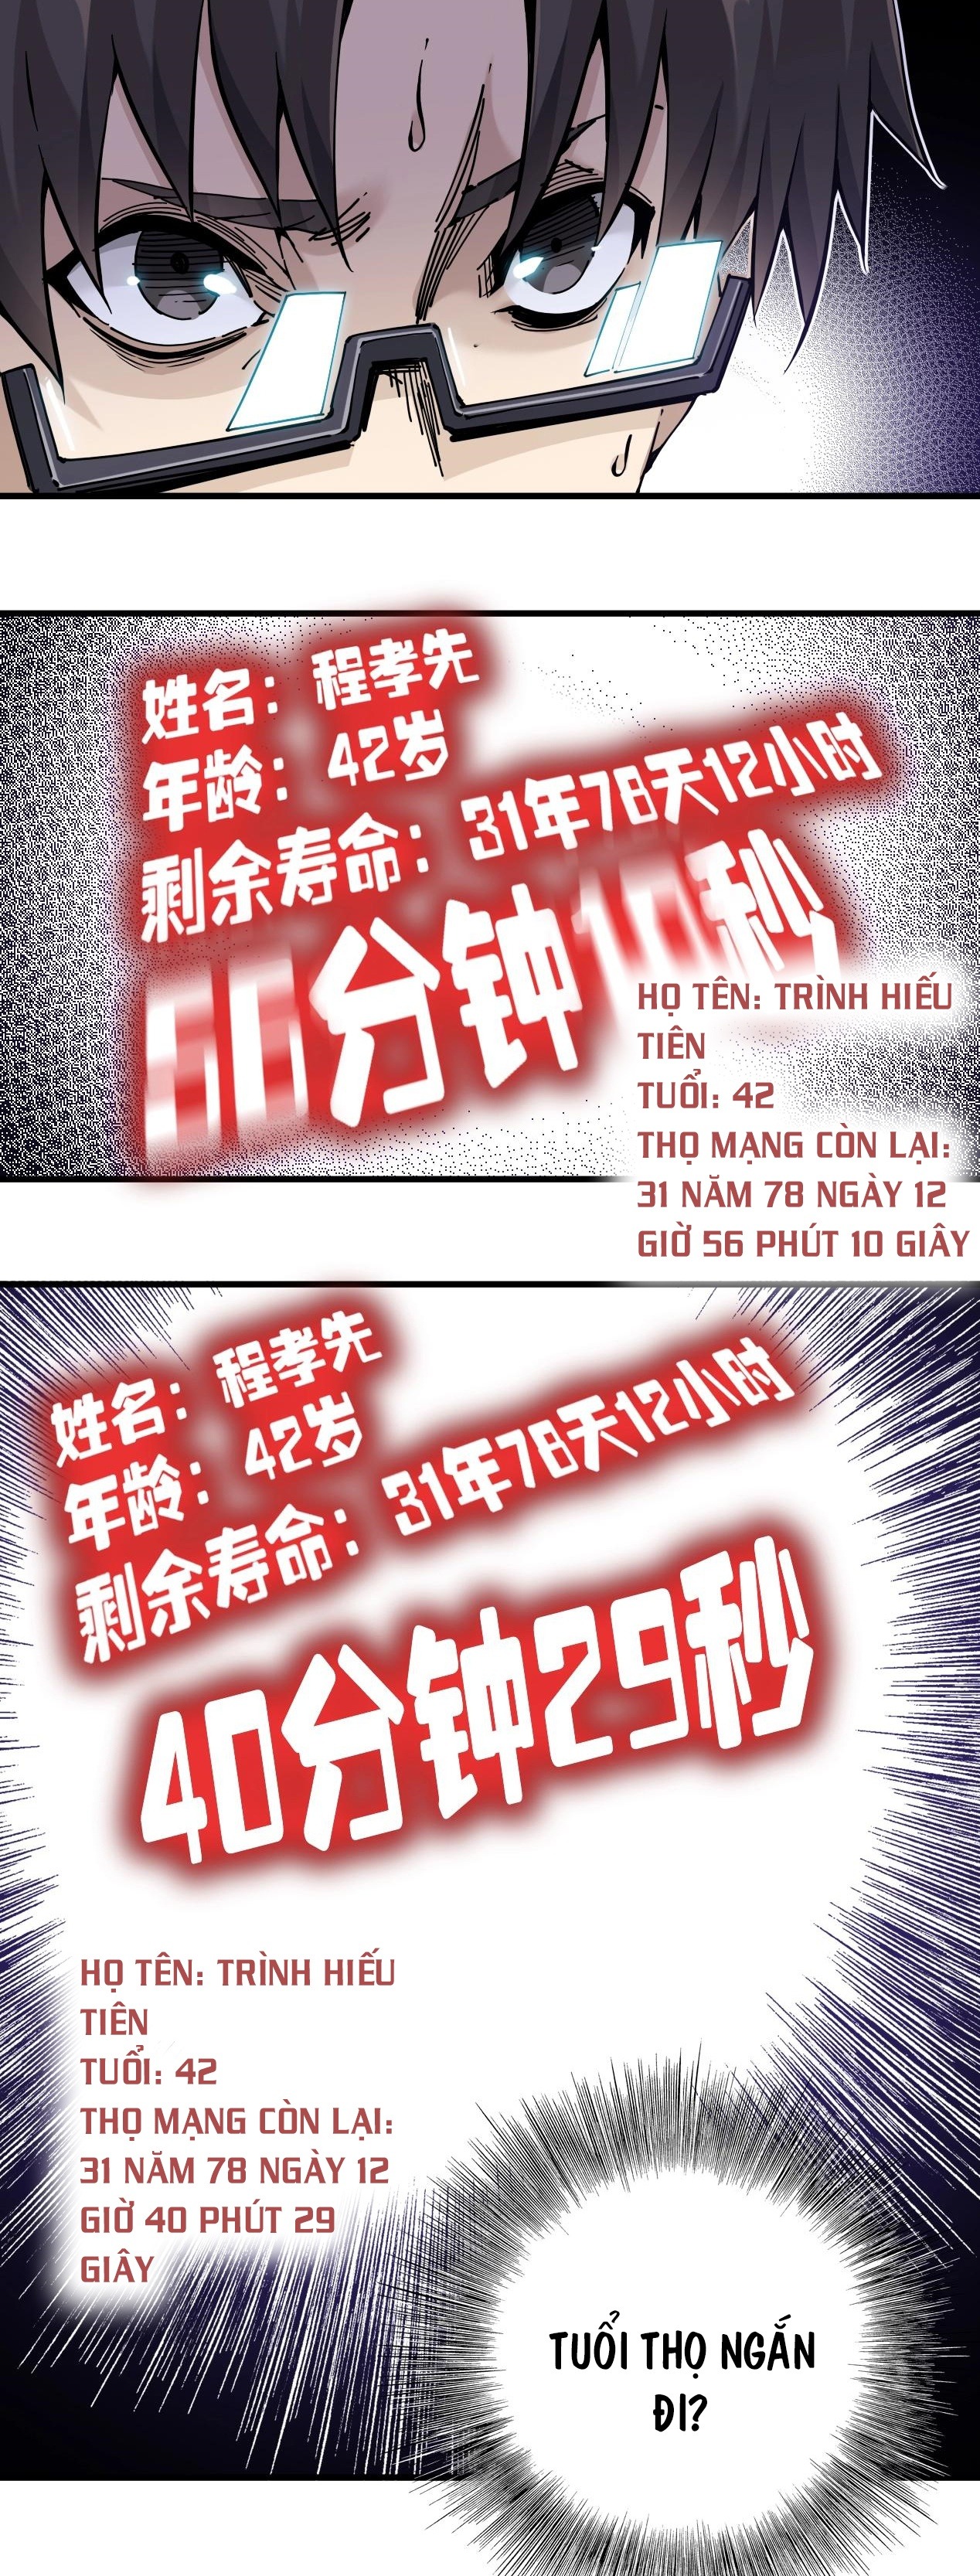 姓名：程孝先
年龄：42岁
剩余寿命：31年78天12小时
分钟10秒
HỌ TÊN: TRÌNH HIẾU
TIÊN
TUỔI: 42
THỌ MẠNG CÒN LẠI:
31 NĂM 78 NGÀY 12
GIỜ 56 PHÚT 10 GIÂY
姓名：程孝先
年龄：42岁
剩余寿命：31年78天12小时
40分钟29秒
HỌ TÊN: TRÌNH HIẾU
TIÊN
TUỔI: 42
THỌ MẠNG CÒN LẠI:
31 NĂM 78 NGÀY 12
GIỜ 40 PHÚT 29
GIÂY
TUỔI THỌ NGẮN
ĐI?